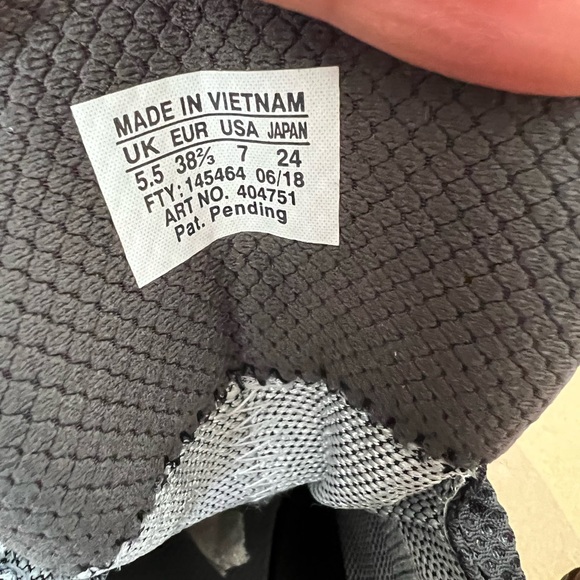 MADE IN VIETNAM
UK EUR USA JAPAN
5.5 38⅔ 7 24
FTY: 145464 06/18
ART NO. 404751
Pat. Pending